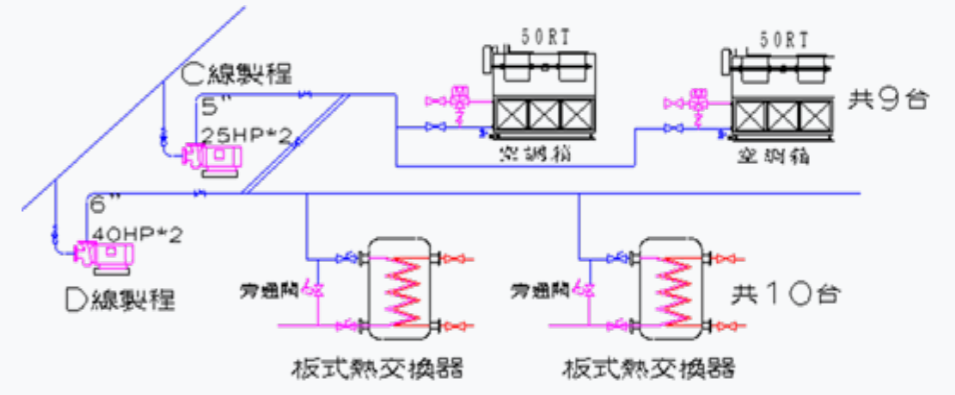 50RT
50RT
C線製程
共9台
5"
25HP*2
空調箱
空調箱
6"
40HP*2
旁通閥
旁通閥
共10台
D線製程
板式熱交換器
板式熱交換器